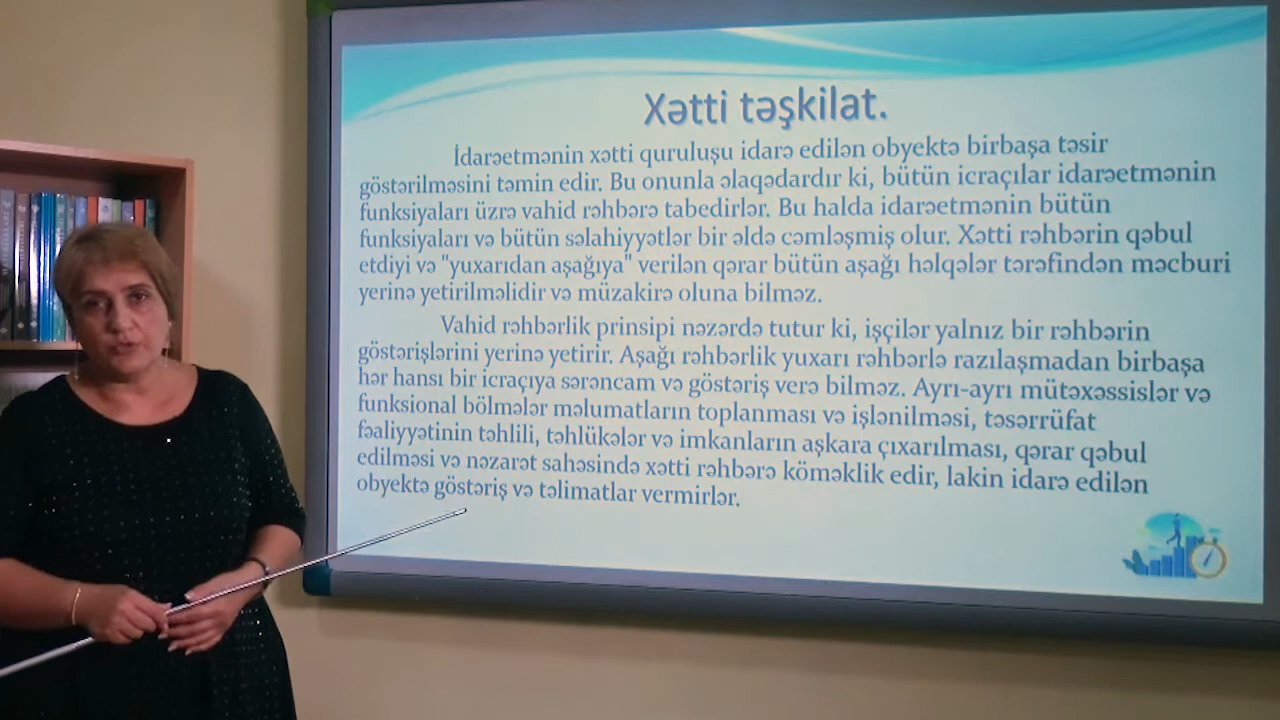 Xətti təşkilat.
İdarəetmənin xətti quruluşu idarə edilən obyektə birbaşa təsir
göstərilməsini təmin edir. Bu onunla əlaqədardır ki, bütün icraçılar idarəetmənin
funksiyaları üzrə vahid rəhbərə tabedirlər. Bu halda idarəetmənin bütün
funksiyaları və bütün səlahiyyətlər bir əldə cəmləşmiş olur. Xətti rəhbərin qəbul
etdiyi və "yuxarıdan aşağıya" verilən qərar bütün aşağı həlqələr tərəfindən məcburi
yerinə yetirilməlidir və müzakirə oluna bilməz.
Vahid rəhbərlik prinsipi nəzərdə tutur ki, işçilər yalnız bir rəhbərin
göstərişlərini yerinə yetirir. Aşağı rəhbərlik yuxarı rəhbərlə razılaşmadan birbaşa
hər hansı bir icraçıya sərəncam və göstəriş verə bilməz. Ayrı-ayrı mütəxəssislər və
funksional bölmələr məlumatların toplanması və işlənilməsi, təsərrüfat
fəaliyyətinin təhlili, təhlükələr və imkanların aşkara çıxarılması, qərar qəbul
edilməsi və nəzarət sahəsində xətti rəhbərə köməklik edir, lakin idarə edilən
obyektə göstəriş və təlimatlar vermirlər.